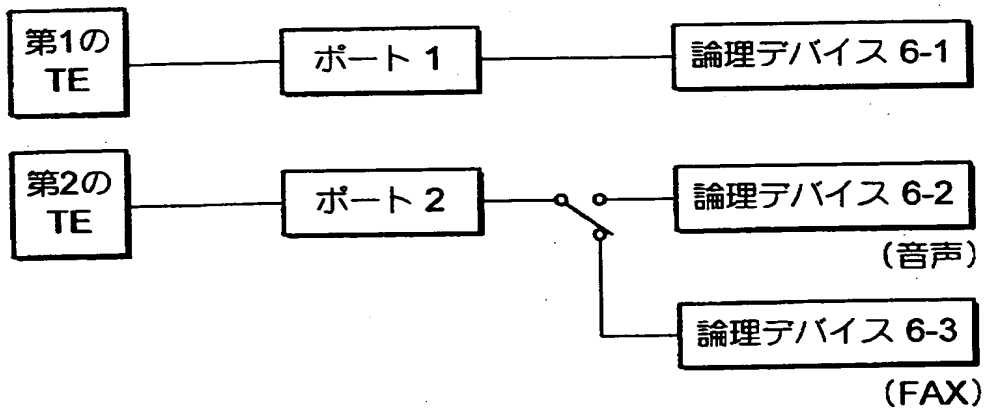 第1の
TE
ポート 1
論理デバイス 6-1
第2の
TE
ポート 2
論理デバイス 6-2
(音声)
論理デバイス 6-3
(FAX)